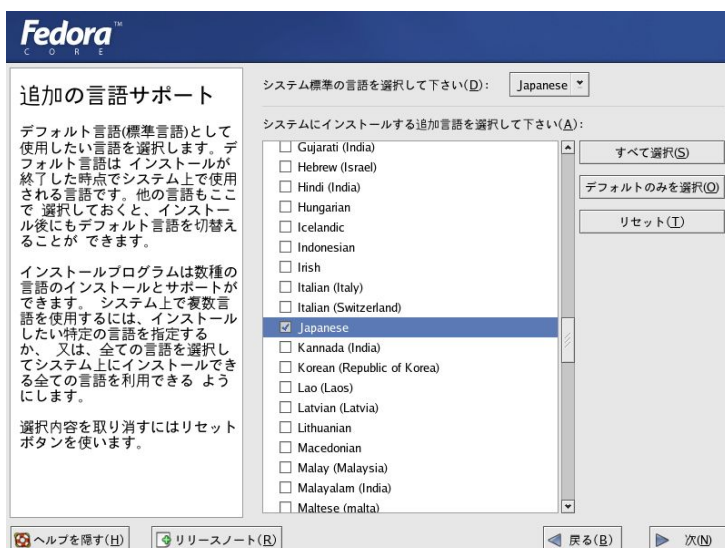 Fedora™
CORE
追加の言語サポート
デフォルト言語(標準言語)として
使用したい言語を選択します。デ
フォルト言語は インストールが
終了した時点でシステム上で使用
される言語です。他の言語もここ
で 選択しておくと、インストー
ル後にもデフォルト言語を切替え
ることが できます。
インストールプログラムは数種の
言語のインストールとサポートが
できます。 システム上で複数言
語を使用するには、インストール
したい特定の言語を指定する
か、 又は、全ての言語を選択し
てシステム上にインストールでき
る全ての言語を利用できる よう
にします。
選択内容を取り消すにはリセット
ボタンを使います。
システム標準の言語を選択して下さい(D): Japanese
システムにインストールする追加言語を選択して下さい(A):
Gujarati (India)
Hebrew (Israel)
Hindi (India)
Hungarian
Icelandic
Indonesian
Irish
Italian (Italy)
Italian (Switzerland)
Japanese
Kannada (India)
Korean (Republic of Korea)
Lao (Laos)
Latvian (Latvia)
Lithuanian
Macedonian
Malay (Malaysia)
Malayalam (India)
Maltese (malta)
すべて選択(S)
デフォルトのみを選択(O)
リセット(T)
ヘルプを隠す(H)
リリースノート(R)
戻る(B)
次(N)